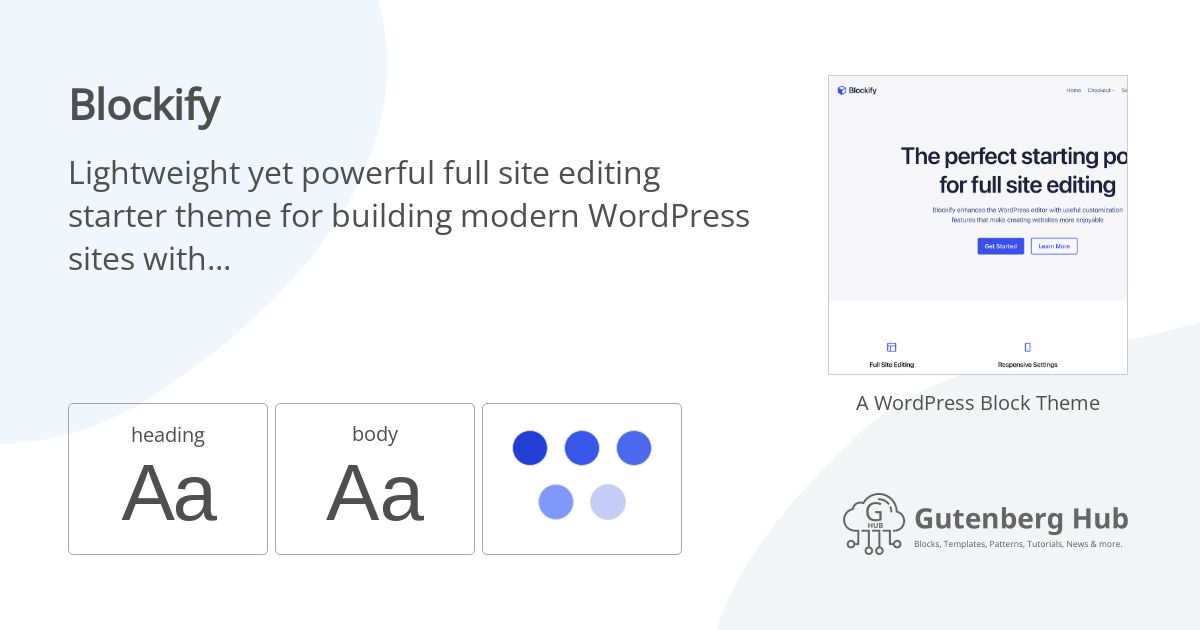 Blockify
Lightweight yet powerful full site editing
starter theme for building modern WordPress
sites with...
heading
Aa
body
Aa
Blockify
Home Checkout
The perfect starting po
for full site editing
Blockify enhances the WordPress editor with useful customization
features that make creating websites more enjoyable
Get Started Learn More
Full Site Editing Responsive Settings
A WordPress Block Theme
G
HUB
Gutenberg Hub
Blocks, Templates, Patterns, Tutorials, News & more.